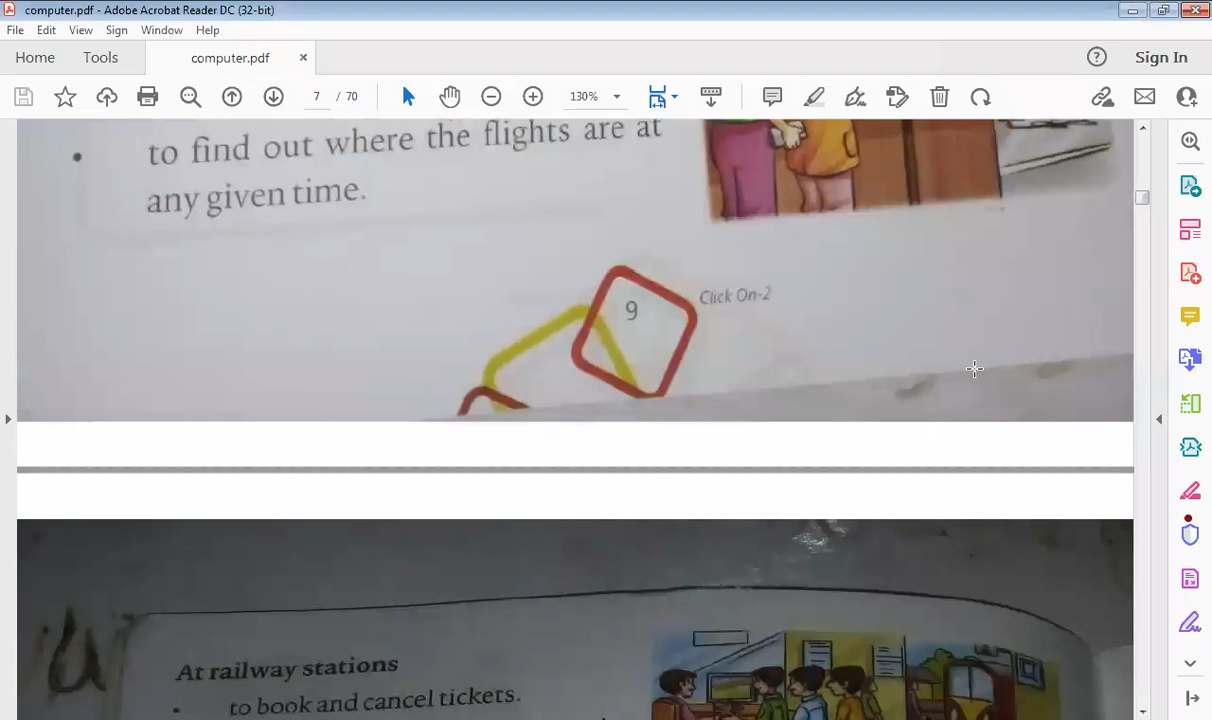 computer.pdf - Adobe Acrobat Reader DC (32-bit)
File Edit View Sign Window Help
Home Tools computer.pdf × Sign In
7 / 70 130%
to find out where the flights are at
any given time.
9 Click On-2
At railway stations
to book and cancel tickets.